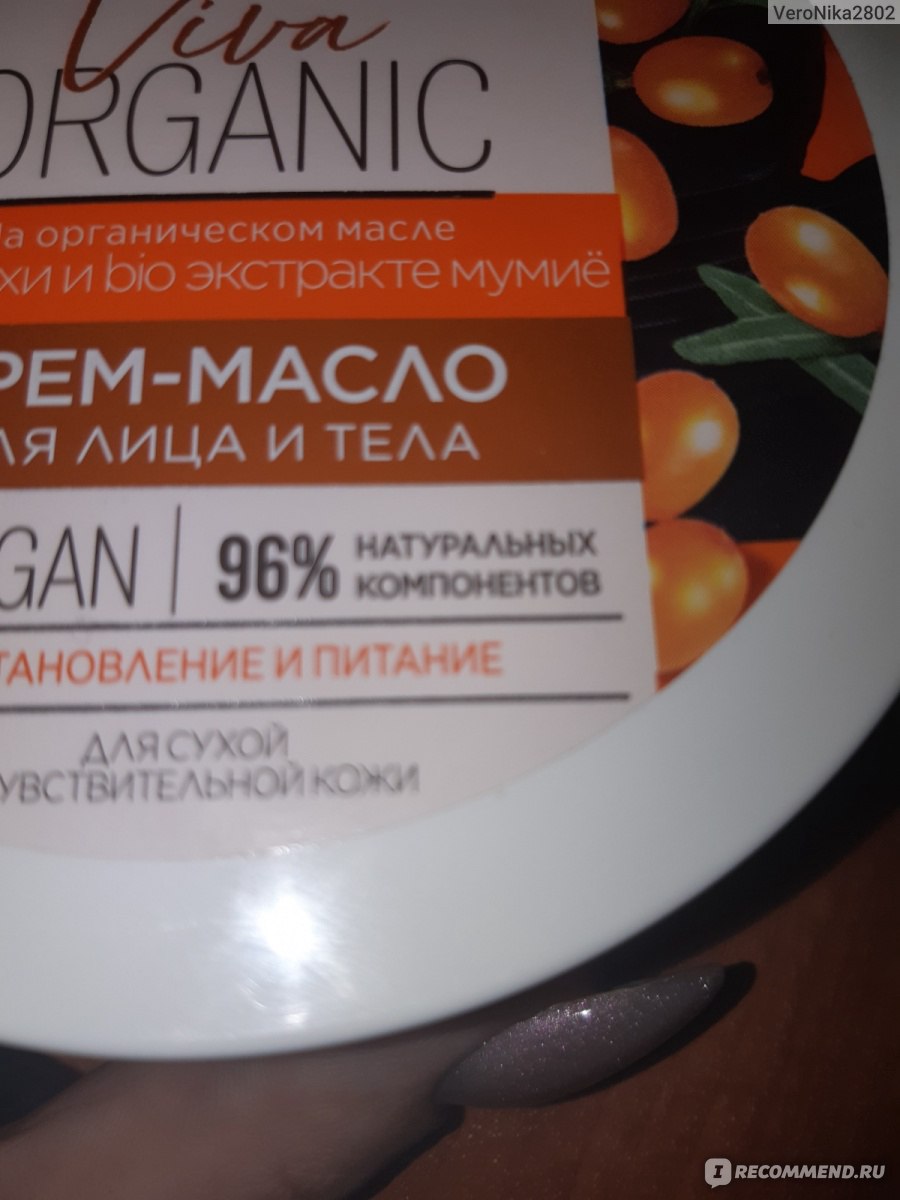 VeroNika2802
Viva
ORGANIC
На органическом масле
хи и bio экстракте мумиё
РЕМ-МАСЛО
ЛЯ ЛИЦА И ТЕЛА
GAN | 96% НАТУРАЛЬНЫХ
КОМПОНЕНТОВ
ТАНОВЛЕНИЕ И ПИТАНИЕ
ДЛЯ СУХОЙ
УВСТВИТЕЛЬНОЙ КОЖИ
I RECOMMEND.RU